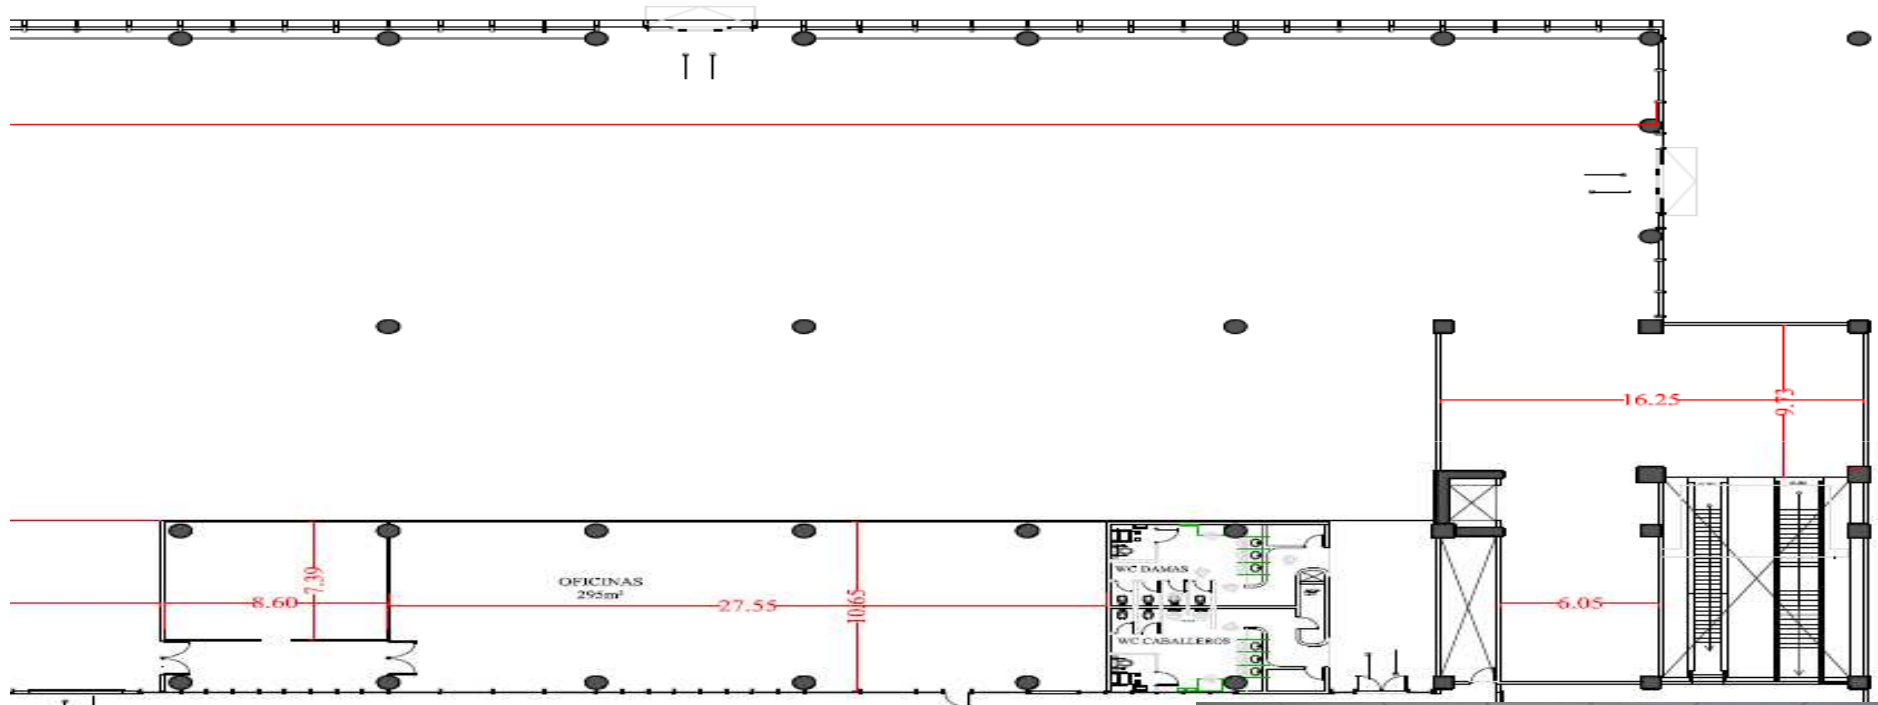 16.25
9.73
OFICINAS
295m²
WC DAMAS
8.60
7.39
27.55
10.65
6.05
WC CABALLEROS